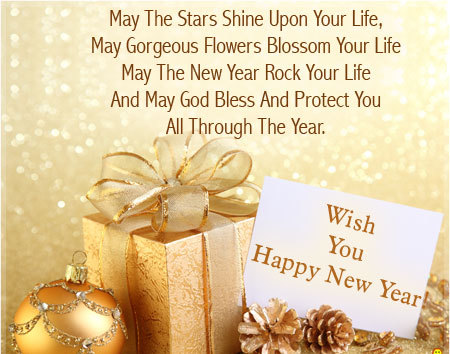 May The Stars Shine Upon Your Life,
May Gorgeous Flowers Blossom Your Life
May The New Year Rock Your Life
And May God Bless And Protect You
All Through The Year.
Wish
You
Happy New Year